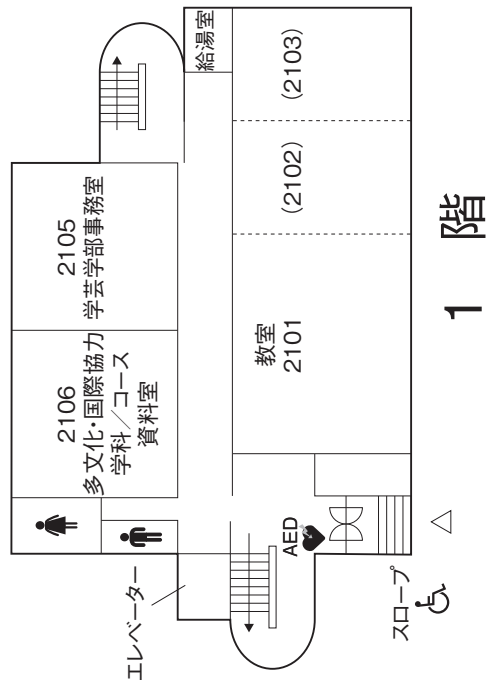 給湯室
(2103)
(2102)
教室
2101
2105
学芸学部事務室
2106
多文化・国際協力
学科／コース
資料室
エレベーター
AED
スロープ
1 階